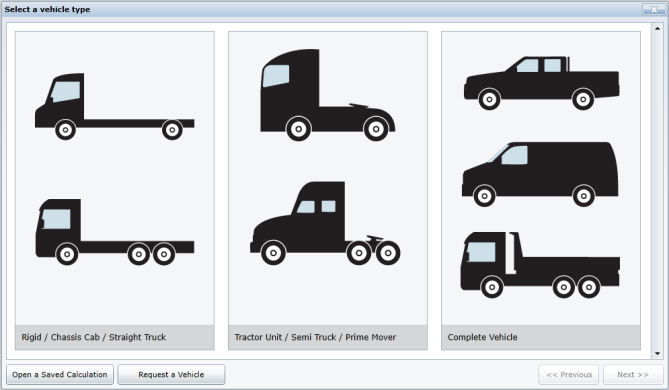 Select a vehicle type
Rigid / Chassis Cab / Straight Truck
Tractor Unit / Semi Truck / Prime Mover
Complete Vehicle
Open a Saved Calculation
Request a Vehicle
<< Previous
Next >>